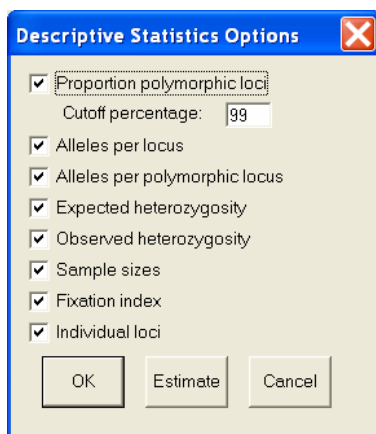 Descriptive Statistics Options
Proportion polymorphic loci
Cutoff percentage: 99
Alleles per locus
Alleles per polymorphic locus
Expected heterozygosity
Observed heterozygosity
Sample sizes
Fixation index
Individual loci
OK Estimate Cancel